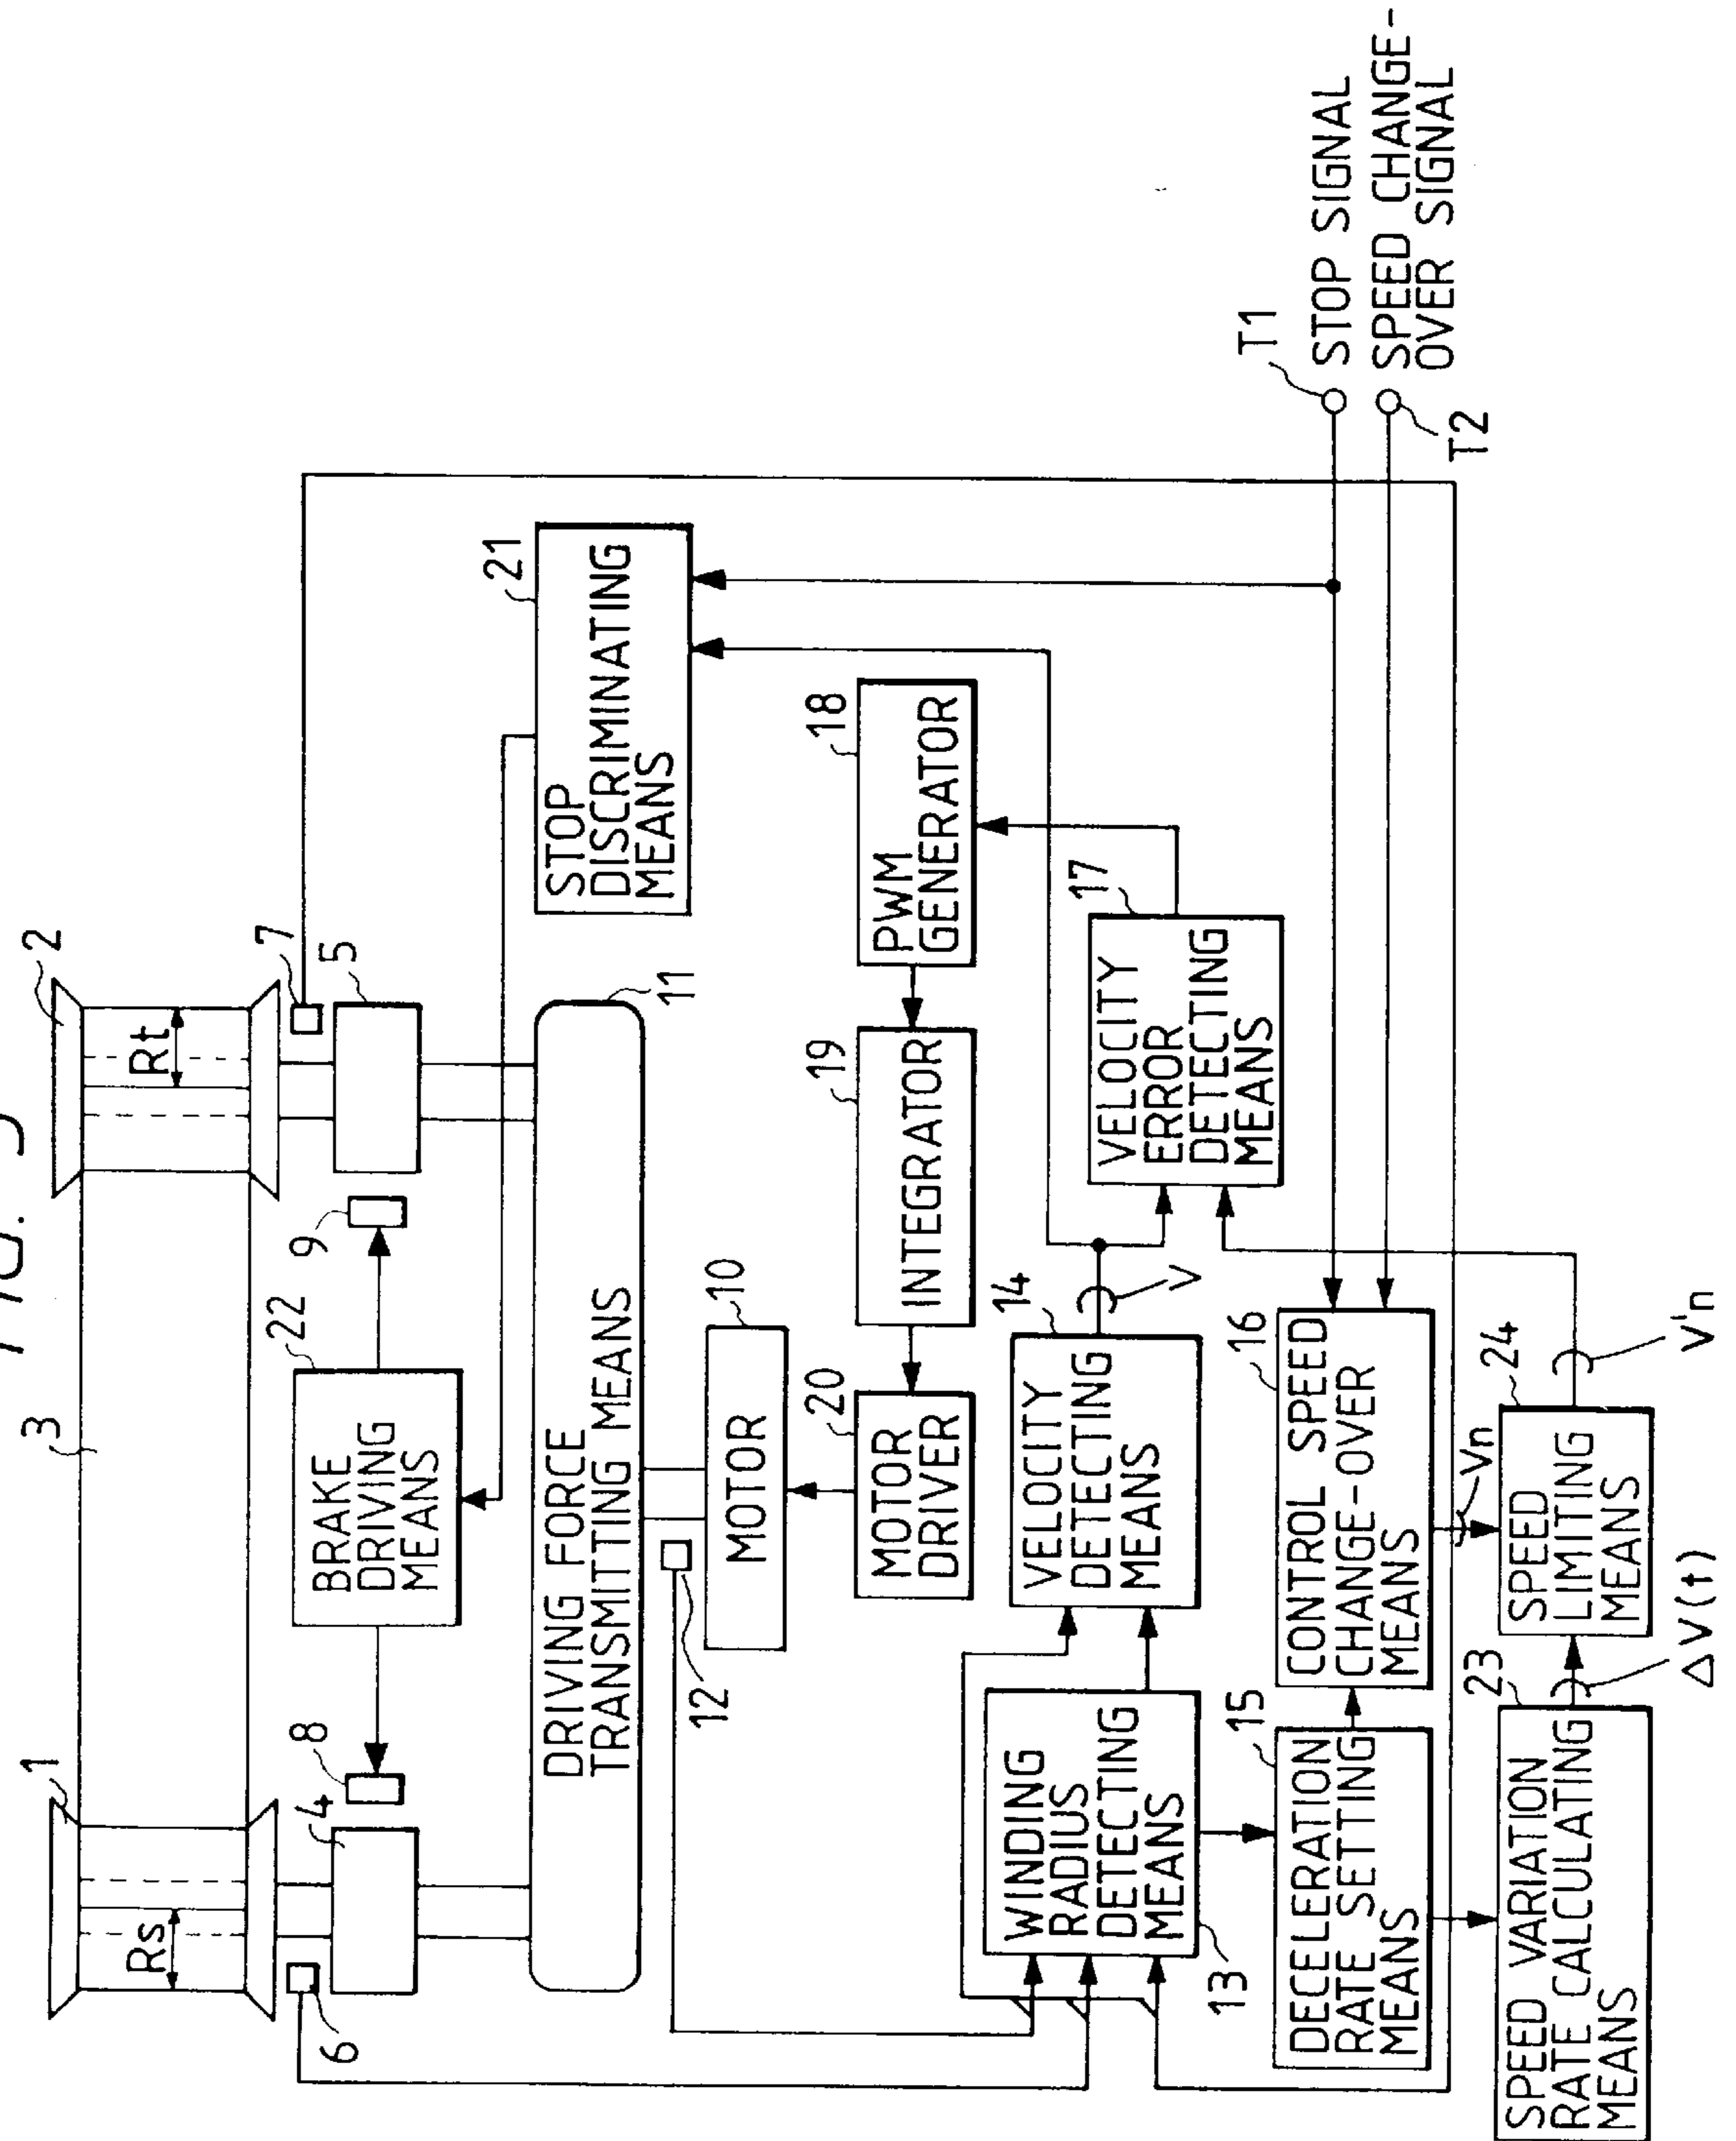 3
1
2
Rs
Rt
6
4
8
BRAKE
DRIVING
MEANS
22
9
7
5
DRIVING FORCE
TRANSMITTING MEANS
11
STOP
DISCRIMINATING
MEANS
21
12
MOTOR
10
MOTOR
DRIVER
20
INTEGRATOR
19
PWM
GENERATOR
18
WINDING
RADIUS
DETECTING
MEANS
13
VELOCITY
DETECTING
MEANS
14
V
VELOCITY
ERROR
DETECTING
MEANS
17
DECELERATION
RATE SETTING
MEANS
15
CONTROL SPEED
CHANGE-OVER
MEANS
16
Vn
T1
STOP SIGNAL
T2
SPEED CHANGE-
OVER SIGNAL
SPEED VARIATION
RATE CALCULATING
MEANS
23
ΔV(t)
SPEED
LIMITING
MEANS
24
V'n